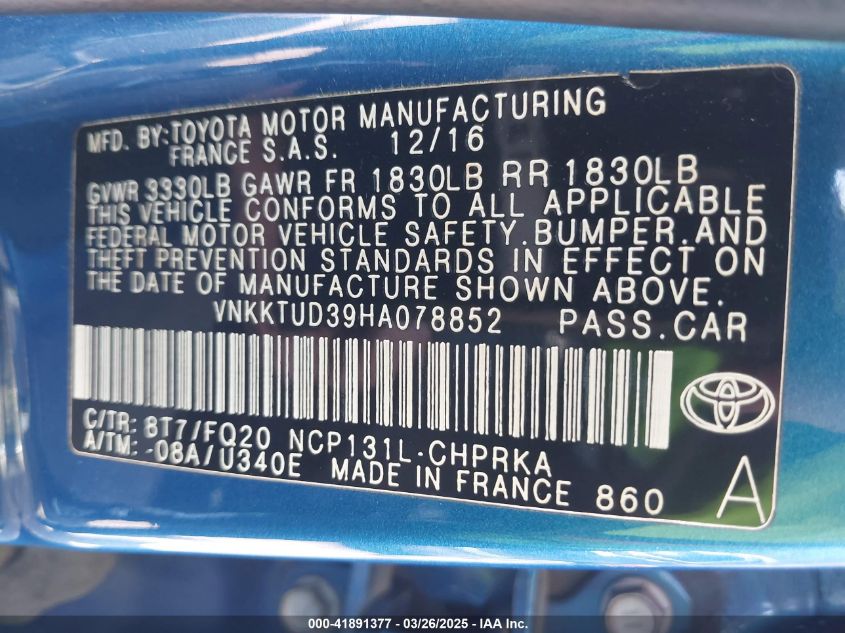 MFD. BY:TOYOTA MOTOR MANUFACTURING
FRANCE S.A.S. 12/16
GVWR 3330LB GAWR FR 1830LB RR 1830LB
THIS VEHICLE CONFORMS TO ALL APPLICABLE
FEDERAL MOTOR VEHICLE SAFETY.BUMPER.AND
THEFT PREVENTION STANDARDS IN EFFECT ON
THE DATE OF MANUFACTURE SHOWN ABOVE.
VNKKTUD39HA078852 PASS.CAR
C/TR: 8T7/FQ20 NCP131L-CHPRKA
A/TM: -08A/U340E MADE IN FRANCE 860
A
000-41891377 | 03/26/2025 - IAA Inc.